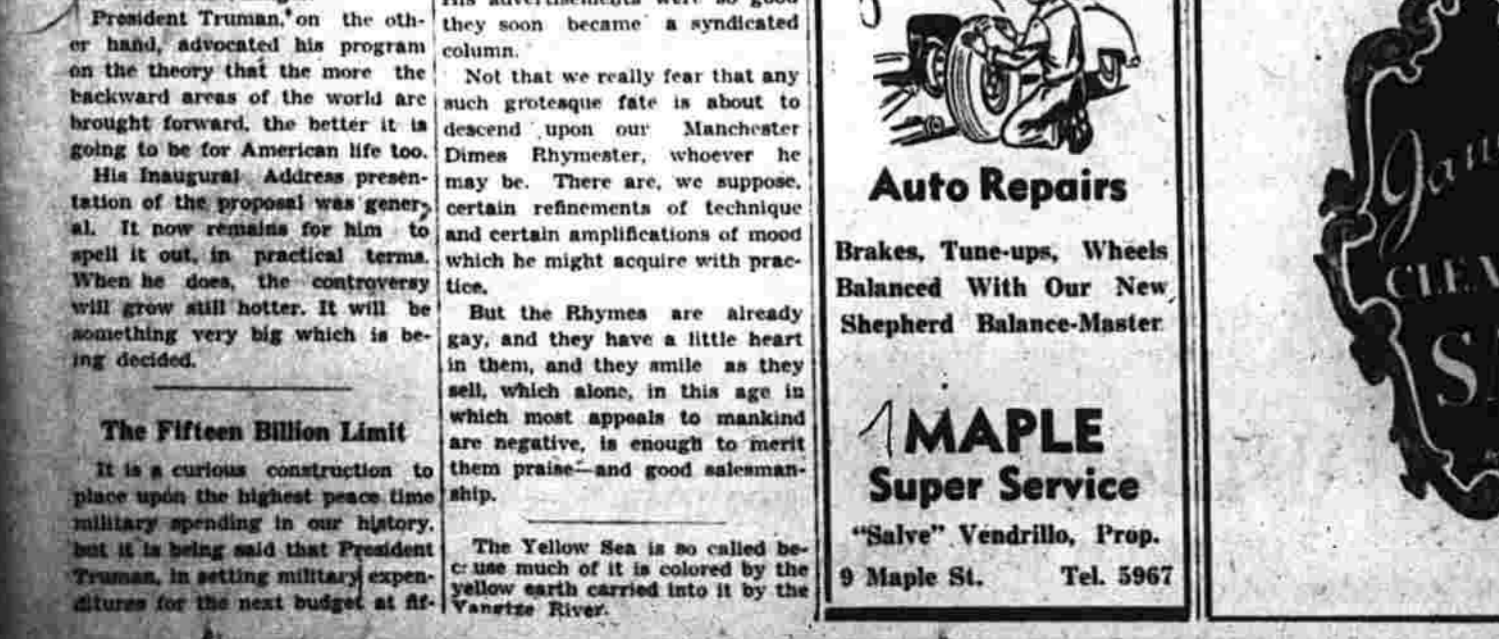 President Truman, on the oth-
er hand, advocated his program
on the theory that the more the
backward areas of the world are
brought forward, the better it is
going to be for American life too.
His Inaugural Address presen-
tation of the proposal was gener-
al. It now remains for him to
spell it out, in practical terms.
When he does, the controversy
will grow still hotter. It will be
something very big which is be-
ing decided.
The Fifteen Billion Limit
It is a curious construction to
place upon the highest peace time
military spending in our history,
but it is being said that President
Truman, in setting military expen-
ditures for the next budget at fif-
they soon became a syndicated
column.
Not that we really fear that any
such grotesque fate is about to
descend upon our Manchester
Dimes Rhymester, whoever he
may be. There are, we suppose,
certain refinements of technique
and certain amplifications of mood
which he might acquire with prac-
tice.
But the Rhymes are already
gay, and they have a little heart
in them, and they smile as they
sell, which alone, in this age in
which most appeals to mankind
are negative, is enough to merit
them praise—and good salesman-
ship.
The Yellow Sea is so called be-
cause much of it is colored by the
yellow earth carried into it by the
Yangtze River.
Auto Repairs
Brakes, Tune-ups, Wheels
Balanced With Our New
Shepherd Balance-Master
MAPLE
Super Service
"Salve" Vendrillo, Prop.
9 Maple St. Tel. 5967